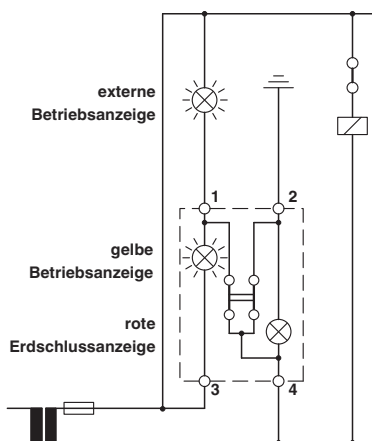 externe
Betriebsanzeige
1 2
gelbe
Betriebsanzeige
rote
Erdschlussanzeige
3 4